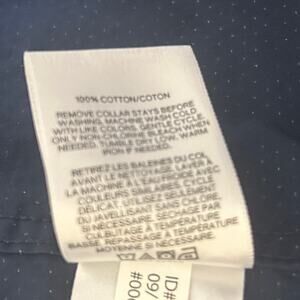 100% COTTON/COTON
REMOVE COLLAR STAYS BEFORE
WASHING. MACHINE WASH COLD
WITH LIKE COLORS. GENTLE CYCLE.
ONLY NON-CHLORINE BLEACH WHEN
NEEDED. TUMBLE DRY LOW. WARM
IRON IF NEEDED.
RETIREZ LES BALEINES DU COL
AVANT LE NETTOYAGE. LAVER À
LA MACHINE À L'EAU FROIDE AVEC
COULEURS SIMILAIRES. CYCLE
DÉLICAT. UTILISEZ DU
JAVELLISANT, SANS CHLORE,
SI NÉCESSAIRE. SÉCHAGE PAR
CULBUTAGE À TEMPÉRATURE
BASSE. REPASSAGE À TEMPÉRATURE
MOYENNE SI NÉCESSAIRE.
ID#
09/
#00